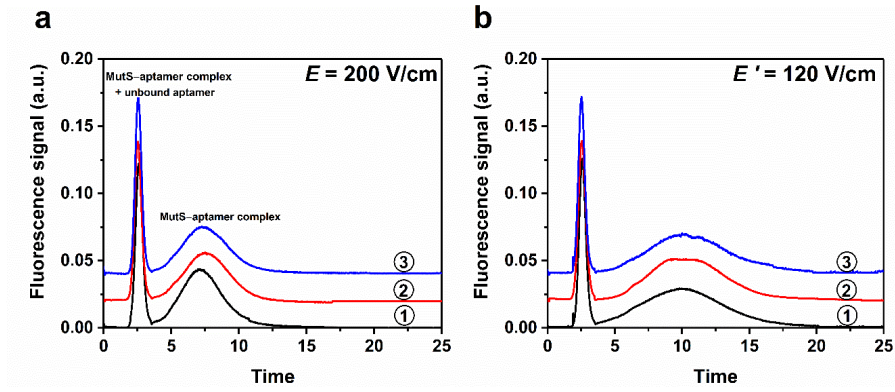 a
E = 200 V/cm
MutS–aptamer complex
+ unbound aptamer
MutS–aptamer complex
3
2
1
0.20
0.15
0.10
0.05
0.00
Fluorescence signal (a.u.)
0 5 10 15 20 25
Time
b
E ' = 120 V/cm
3
2
1
0.20
0.15
0.10
0.05
0.00
Fluorescence signal (a.u.)
0 5 10 15 20 25
Time